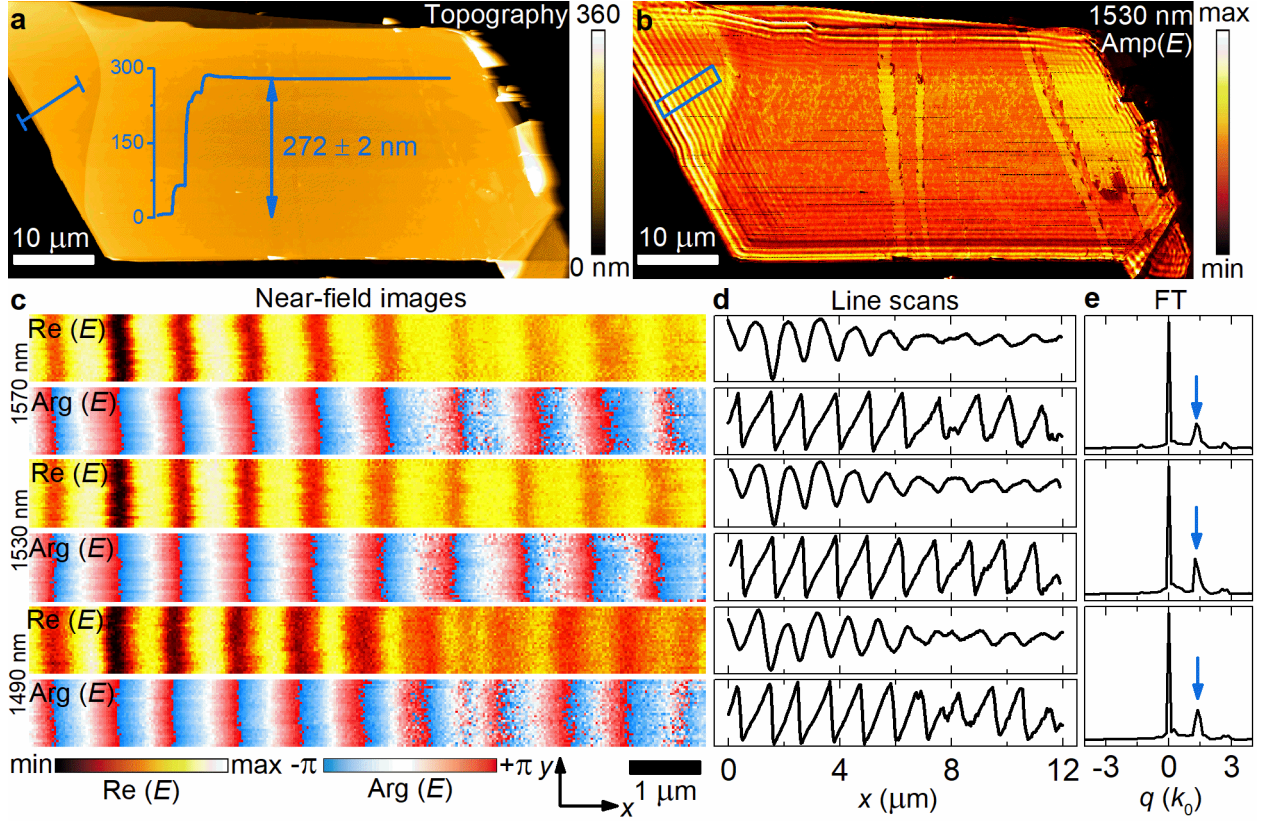 a
Topography
360
0 nm
300
150
0
272 ± 2 nm
10 μm
b
1530 nm
Amp(E)
max
min
10 μm
c
Near-field images
d
Line scans
e
FT
1570 nm
Re (E)
Arg (E)
1530 nm
Re (E)
Arg (E)
1490 nm
Re (E)
Arg (E)
min
max
Re (E)
-π
+π
Arg (E)
y
x
1 μm
0 4 8 12
x (μm)
-3 0 3
q (k₀)